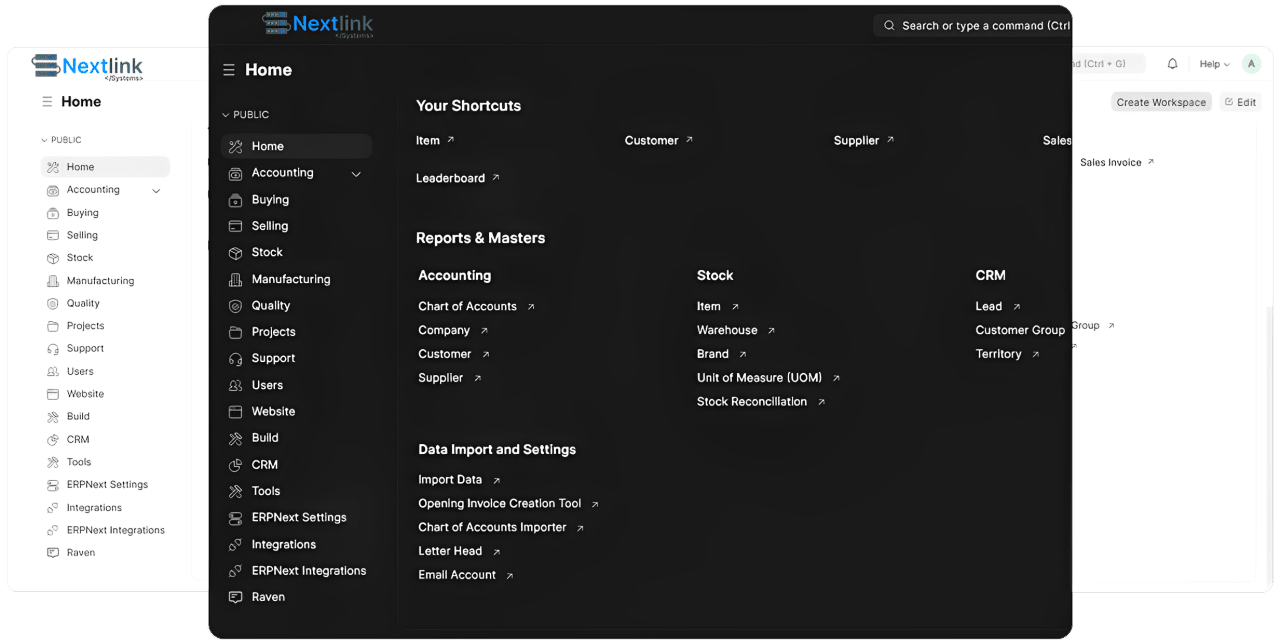 Nextlink
</Systems>
Search or type a command (Ctrl
Home
PUBLIC
Home
Accounting
Buying
Selling
Stock
Manufacturing
Quality
Projects
Support
Users
Website
Build
CRM
Tools
ERPNext Settings
Integrations
ERPNext Integrations
Raven
Your Shortcuts
Item
Customer
Supplier
Sales
Leaderboard
Reports & Masters
Accounting
Chart of Accounts
Company
Customer
Supplier
Stock
Item
Warehouse
Brand
Unit of Measure (UOM)
Stock Reconciliation
CRM
Lead
Customer Group
Territory
Data Import and Settings
Import Data
Opening Invoice Creation Tool
Chart of Accounts Importer
Letter Head
Email Account
Nextlink
</Systems>
Home
PUBLIC
Home
Accounting
Buying
Selling
Stock
Manufacturing
Quality
Projects
Support
Users
Website
Build
CRM
Tools
ERPNext Settings
Integrations
ERPNext Integrations
Raven
(Ctrl + G)
Help
A
Create Workspace
Edit
Sales Invoice
Group